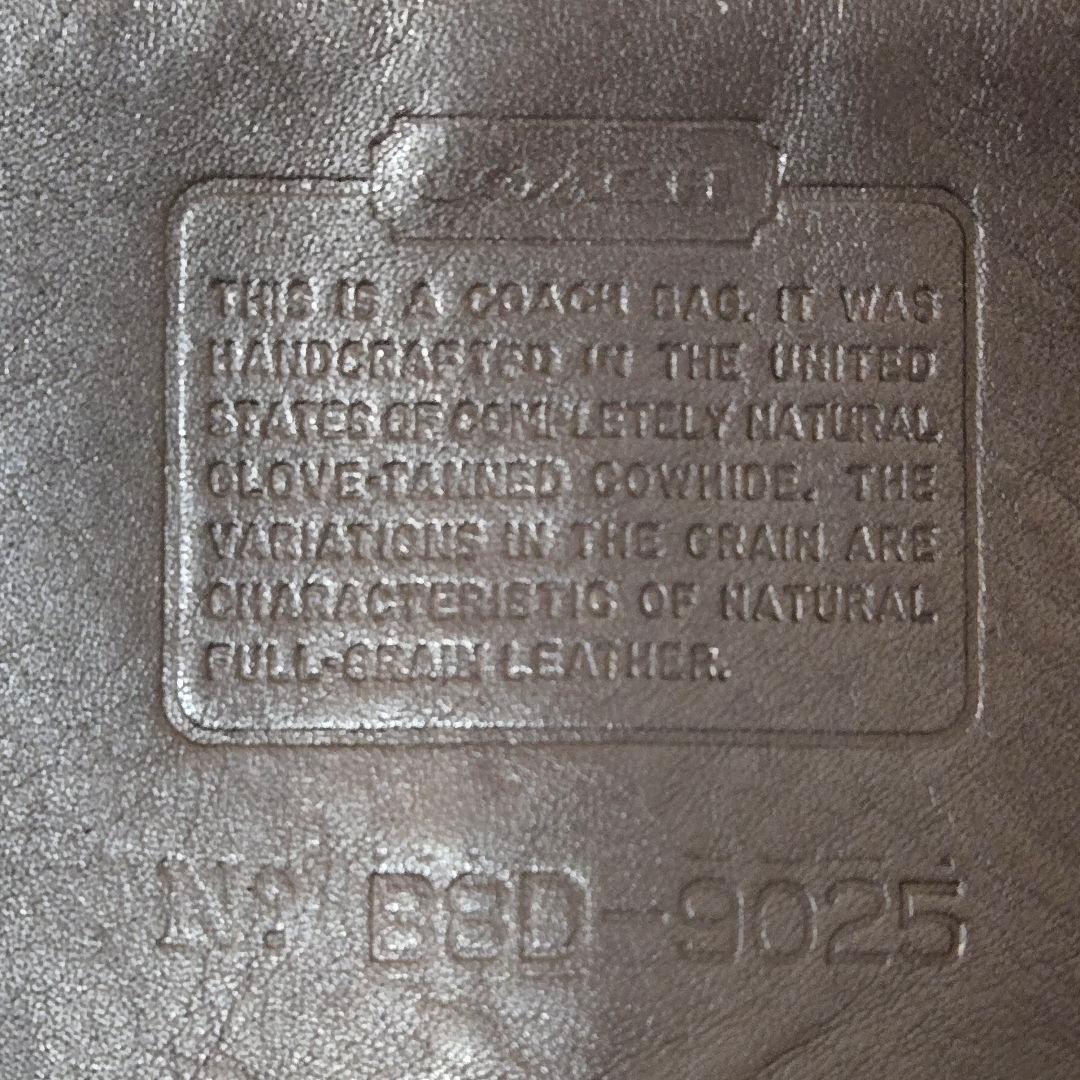 COACH
THIS IS A COACH BAG. IT WAS
HANDCRAFTED IN THE UNITED
STATES OF COMPLETELY NATURAL
GLOVE-TANNED COWHIDE. THE
VARIATIONS IN THE GRAIN ARE
CHARACTERISTIC OF NATURAL
FULL-GRAIN LEATHER.
No. B8D-9025